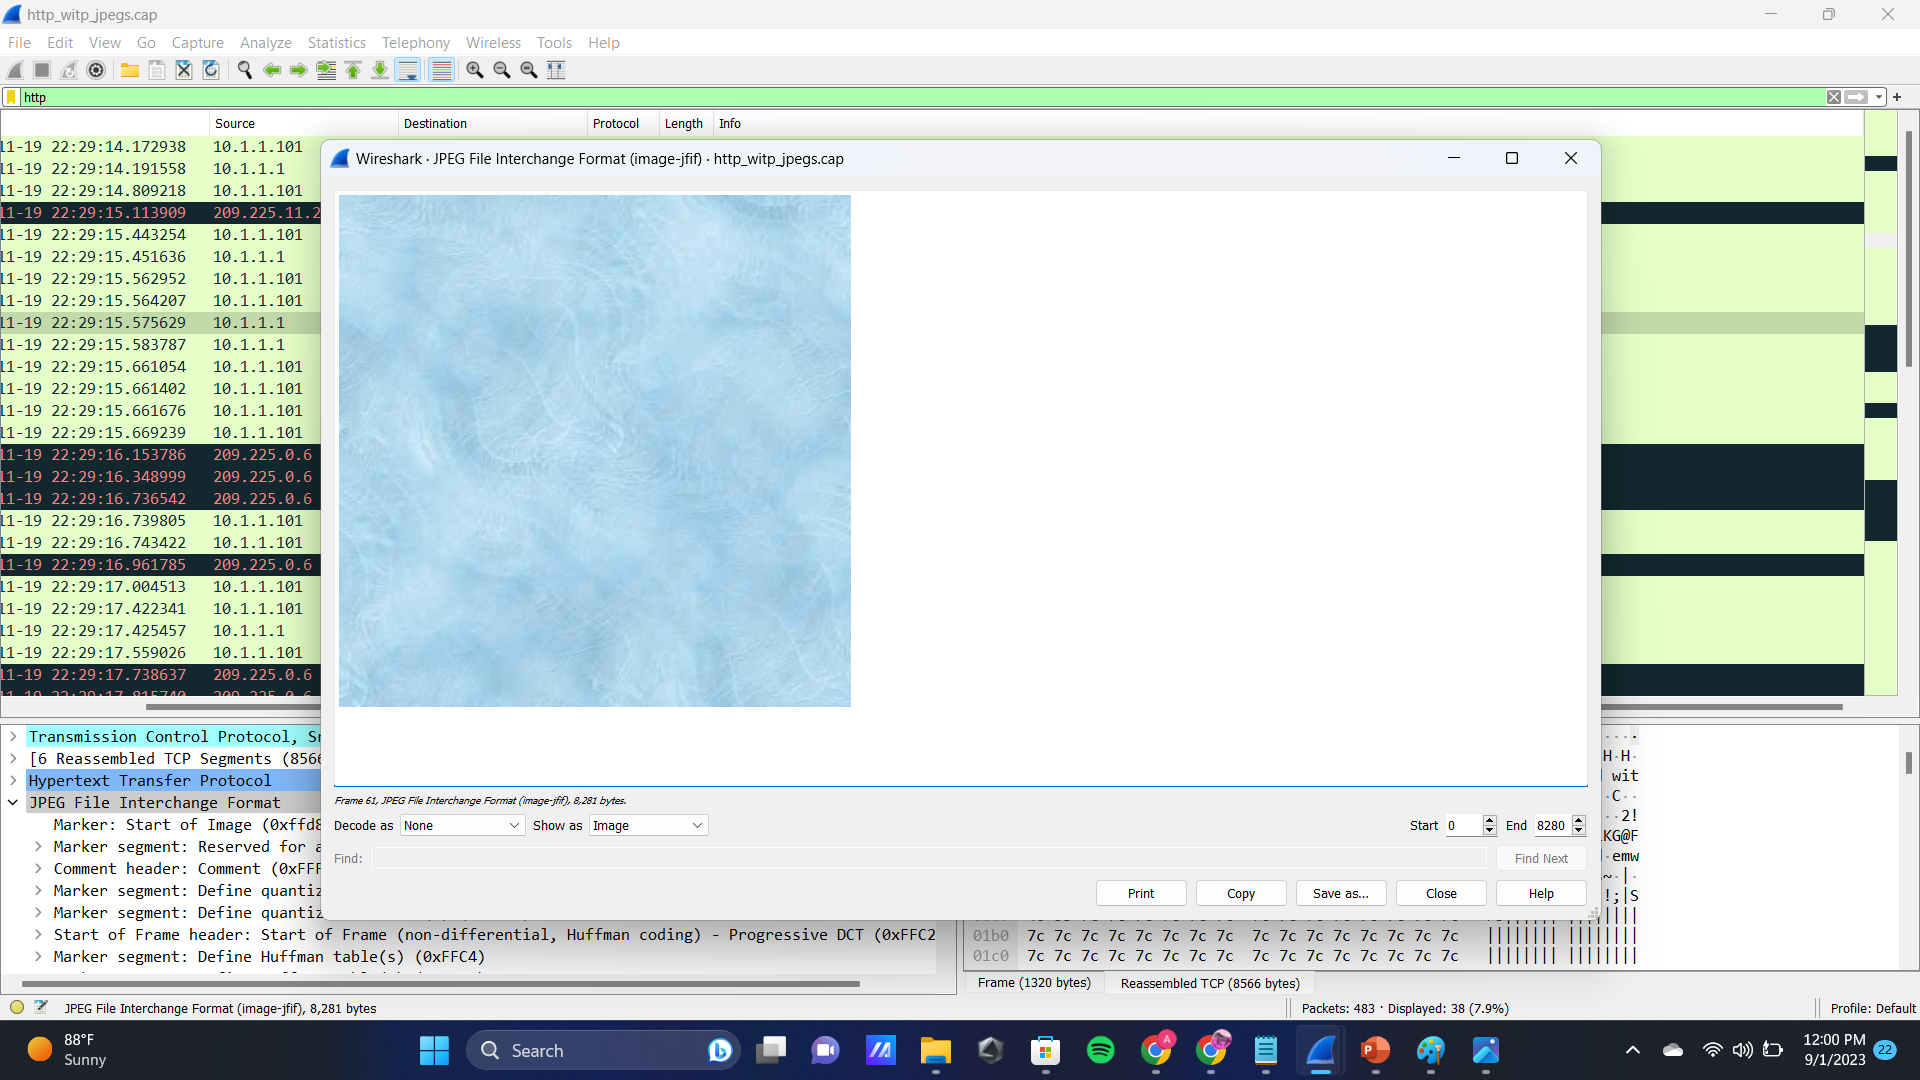 http_witp_jpegs.cap
File Edit View Go Capture Analyze Statistics Telephony Wireless Tools Help
http
Source Destination Protocol Length Info
11-19 22:29:14.172938 10.1.1.101
11-19 22:29:14.191558 10.1.1.1
11-19 22:29:14.809218 10.1.1.101
11-19 22:29:15.113909 209.225.11.2
11-19 22:29:15.443254 10.1.1.101
11-19 22:29:15.451636 10.1.1.1
11-19 22:29:15.562952 10.1.1.101
11-19 22:29:15.564207 10.1.1.101
11-19 22:29:15.575629 10.1.1.1
11-19 22:29:15.583787 10.1.1.1
11-19 22:29:15.661054 10.1.1.101
11-19 22:29:15.661402 10.1.1.101
11-19 22:29:15.661676 10.1.1.101
11-19 22:29:15.669239 10.1.1.101
11-19 22:29:16.153786 209.225.0.6
11-19 22:29:16.348999 209.225.0.6
11-19 22:29:16.736542 209.225.0.6
11-19 22:29:16.739805 10.1.1.101
11-19 22:29:16.743422 10.1.1.101
11-19 22:29:16.961785 209.225.0.6
11-19 22:29:17.004513 10.1.1.101
11-19 22:29:17.422341 10.1.1.101
11-19 22:29:17.425457 10.1.1.1
11-19 22:29:17.559026 10.1.1.101
11-19 22:29:17.738637 209.225.0.6
Wireshark · JPEG File Interchange Format (image-jfif) · http_witp_jpegs.cap
Frame 61, JPEG File Interchange Format (image-jfif), 8,281 bytes.
Decode as None Show as Image Start 0 End 8280
Find: Find Next
Print Copy Save as... Close Help
Transmission Control Protocol, Sr
[6 Reassembled TCP Segments (8566
Hypertext Transfer Protocol
JPEG File Interchange Format
Marker: Start of Image (0xffd8
Marker segment: Reserved for a
Comment header: Comment (0xFFF
Marker segment: Define quantiz
Marker segment: Define quantiz
Start of Frame header: Start of Frame (non-differential, Huffman coding) - Progressive DCT (0xFFC2
Marker segment: Define Huffman table(s) (0xFFC4)
H·H·
wit
·C··
··2!
KG@F
·emw
~·|·
!;|S
01b0 7c 7c 7c 7c 7c 7c 7c 7c 7c 7c 7c 7c 7c 7c 7c 7c |||||||| ||||||||
01c0 7c 7c 7c 7c 7c 7c 7c 7c 7c 7c 7c 7c 7c 7c 7c 7c |||||||| ||||||||
Frame (1320 bytes) Reassembled TCP (8566 bytes)
JPEG File Interchange Format (image-jfif), 8,281 bytes Packets: 483 · Displayed: 38 (7.9%) Profile: Default
88°F
Sunny
Search
12:00 PM
9/1/2023
22